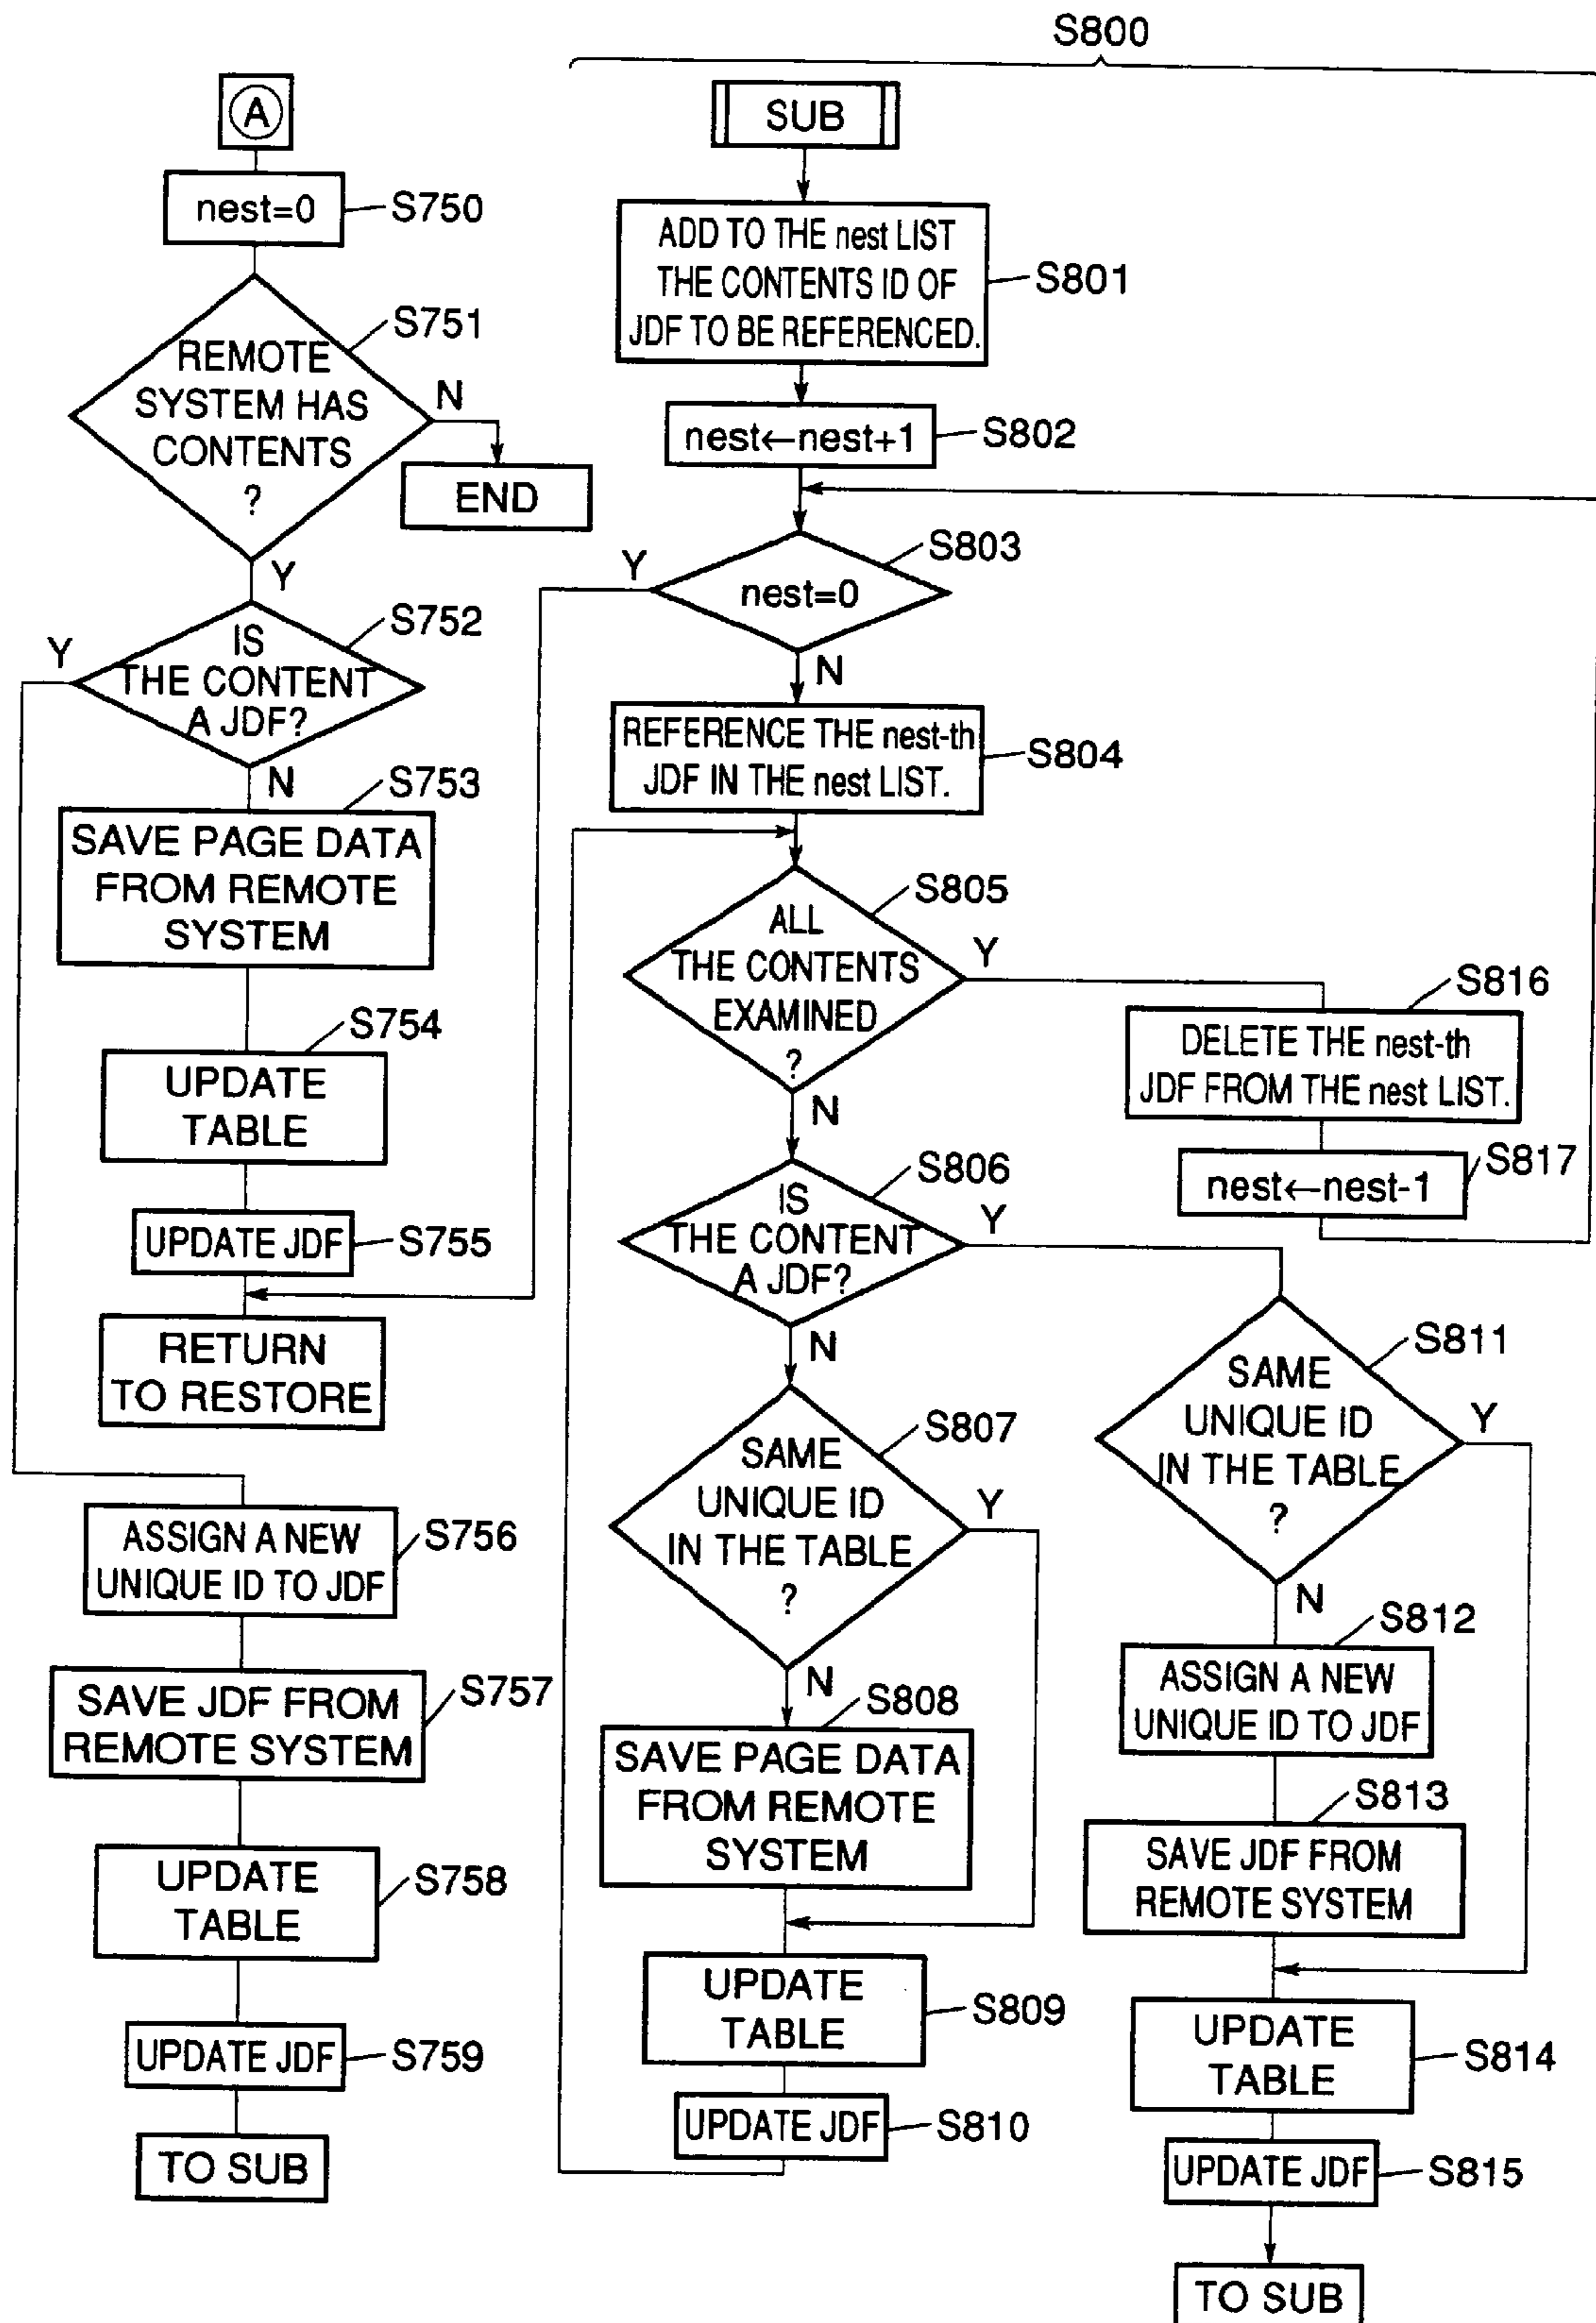 S800
A
nest=0
S750
S751
REMOTE
SYSTEM HAS
CONTENTS
?
N
END
Y
S752
IS
THE CONTENT
A JDF?
Y
N
S753
SAVE PAGE DATA
FROM REMOTE
SYSTEM
S754
UPDATE
TABLE
UPDATE JDF
S755
RETURN
TO RESTORE
ASSIGN A NEW
UNIQUE ID TO JDF
S756
SAVE JDF FROM
REMOTE SYSTEM
S757
UPDATE
TABLE
S758
UPDATE JDF
S759
TO SUB
SUB
ADD TO THE nest LIST
THE CONTENTS ID OF
JDF TO BE REFERENCED.
S801
nest←nest+1
S802
S803
Y
nest=0
N
REFERENCE THE nest-th
JDF IN THE nest LIST.
S804
S805
ALL
THE CONTENTS
EXAMINED
?
Y
N
S806
IS
THE CONTENT
A JDF?
Y
N
S807
SAME
UNIQUE ID
IN THE TABLE
?
Y
N
S808
SAVE PAGE DATA
FROM REMOTE
SYSTEM
UPDATE
TABLE
S809
UPDATE JDF
S810
S816
DELETE THE nest-th
JDF FROM THE nest LIST.
S817
nest←nest-1
S811
SAME
UNIQUE ID
IN THE TABLE
?
Y
N
S812
ASSIGN A NEW
UNIQUE ID TO JDF
S813
SAVE JDF FROM
REMOTE SYSTEM
UPDATE
TABLE
S814
UPDATE JDF
S815
TO SUB